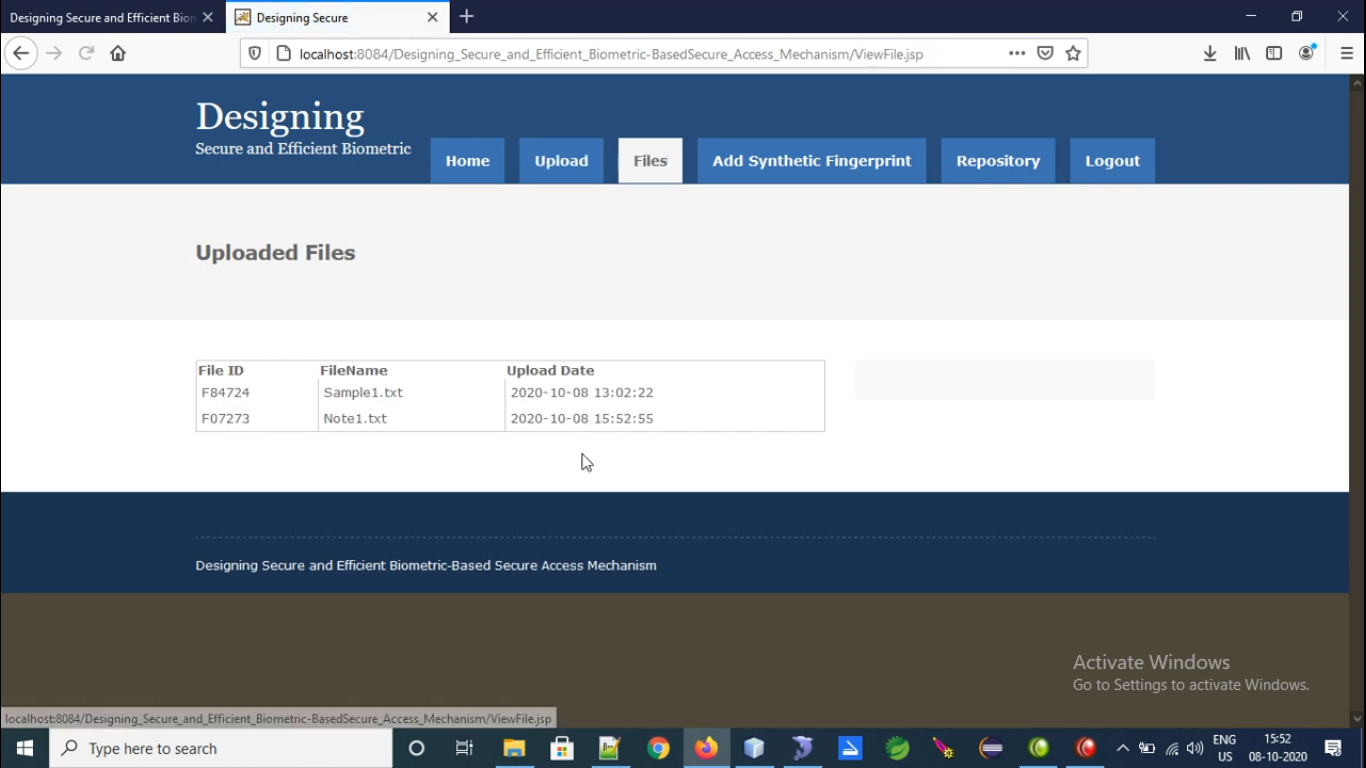 Designing Secure and Efficient Bion
Designing Secure
localhost:8084/Designing_Secure_and_Efficient_Biometric-BasedSecure_Access_Mechanism/ViewFile.jsp
Designing
Secure and Efficient Biometric
Home Upload Files Add Synthetic Fingerprint Repository Logout
Uploaded Files
File ID FileName Upload Date
F84724 Sample1.txt 2020-10-08 13:02:22
F07273 Note1.txt 2020-10-08 15:52:55
Designing Secure and Efficient Biometric-Based Secure Access Mechanism
Activate Windows
Go to Settings to activate Windows.
localhost:8084/Designing_Secure_and_Efficient_Biometric-BasedSecure_Access_Mechanism/ViewFile.jsp
Type here to search
ENG
US
15:52
08-10-2020